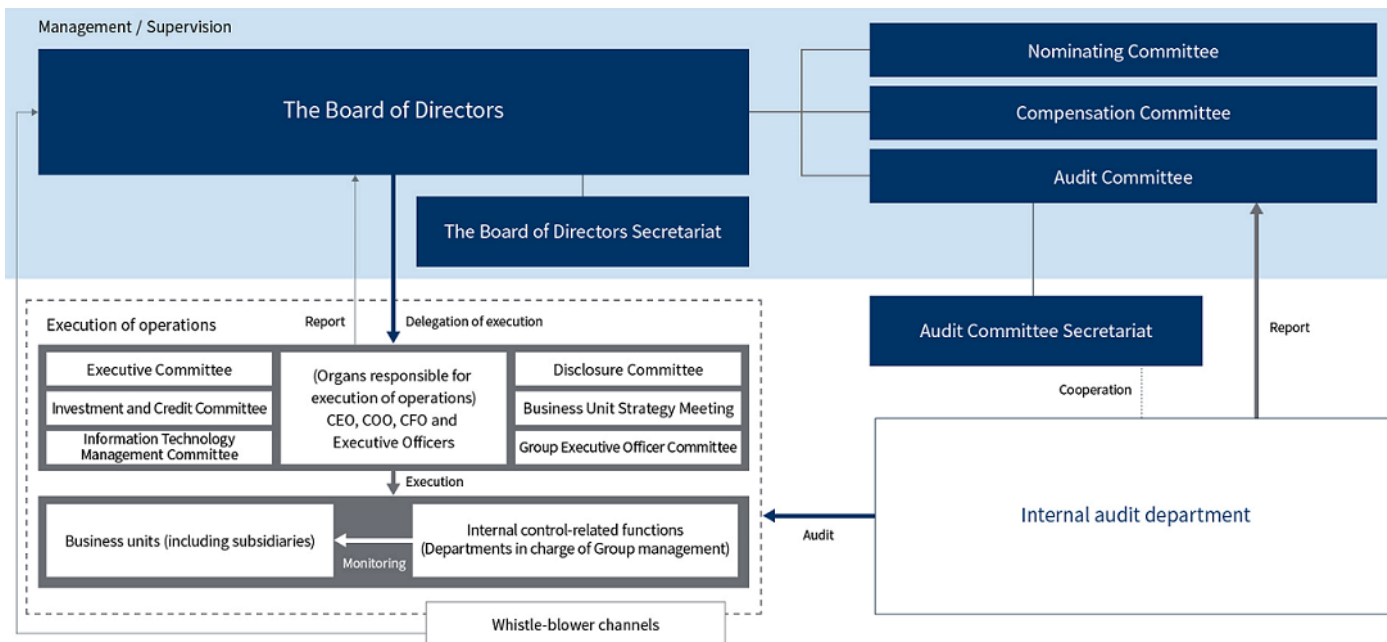 Management / Supervision
The Board of Directors
Nominating Committee
Compensation Committee
Audit Committee
The Board of Directors Secretariat
Execution of operations
Report
Delegation of execution
Audit Committee Secretariat
Report
Executive Committee
Investment and Credit Committee
Information Technology
Management Committee
(Organs responsible for
execution of operations)
CEO, COO, CFO and
Executive Officers
Disclosure Committee
Business Unit Strategy Meeting
Group Executive Officer Committee
Cooperation
Execution
Business units (including subsidiaries)
Monitoring
Internal control-related functions
(Departments in charge of Group management)
Audit
Internal audit department
Whistle-blower channels